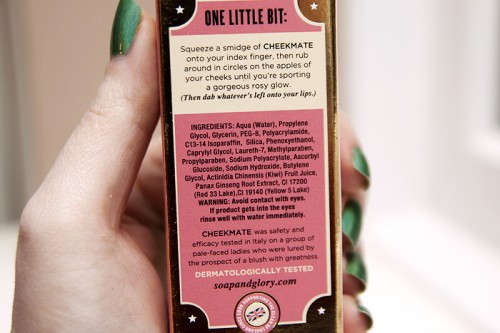 ONE LITTLE BIT:
Squeeze a smidge of CHEEKMATE
onto your index finger, then rub
around in circles on the apples of
your cheeks until you're sporting
a gorgeous rosy glow.
(Then dab whatever's left onto your lips.)
INGREDIENTS: Aqua (Water), Propylene
Glycol, Glycerin, PEG-8, Polyacrylamide,
C13-14 Isoparaffin, Silica, Phenoxyethanol,
Caprylyl Glycol, Laureth-7, Methylparaben,
Propylparaben, Sodium Polyacrylate, Ascorbyl
Glucoside, Sodium Hydroxide, Butylene
Glycol, Actinidia Chinensis (Kiwi) Fruit Juice,
Panax Ginseng Root Extract, CI 17200
(Red 33 Lake), CI 19140 (Yellow 5 Lake)
WARNING: Avoid contact with eyes.
If product gets into the eyes
rinse well with water immediately.
CHEEKMATE was safety and
efficacy tested in Italy on a group of
pale-faced ladies who were lured by
the prospect of a blush with greatness.
DERMATOLOGICALLY TESTED
soapandglory.com